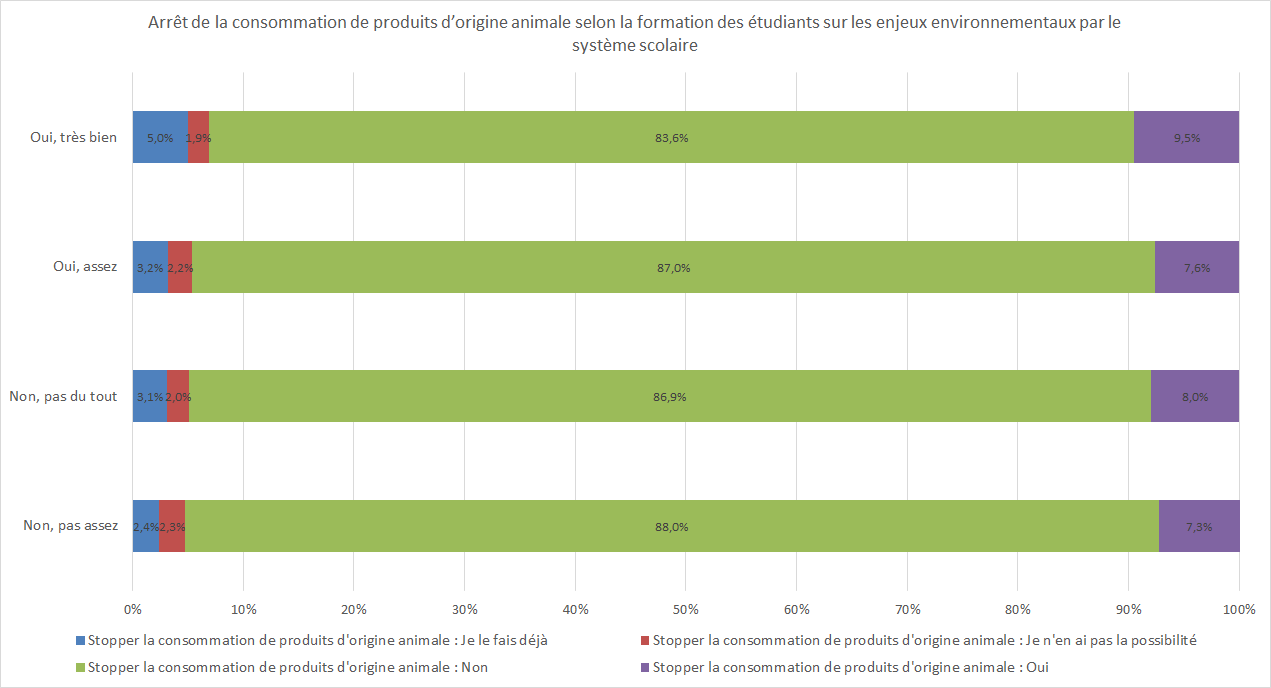 Arrêt de la consommation de produits d’origine animale selon la formation des étudiants sur les enjeux environnementaux par le
système scolaire
Oui, très bien
5,0% 1,9% 83,6% 9,5%
Oui, assez
3,2% 2,2% 87,0% 7,6%
Non, pas du tout
3,1% 2,0% 86,9% 8,0%
Non, pas assez
2,4% 2,3% 88,0% 7,3%
0% 10% 20% 30% 40% 50% 60% 70% 80% 90% 100%
Stopper la consommation de produits d'origine animale : Je le fais déjà
Stopper la consommation de produits d'origine animale : Je n'en ai pas la possibilité
Stopper la consommation de produits d'origine animale : Non
Stopper la consommation de produits d'origine animale : Oui